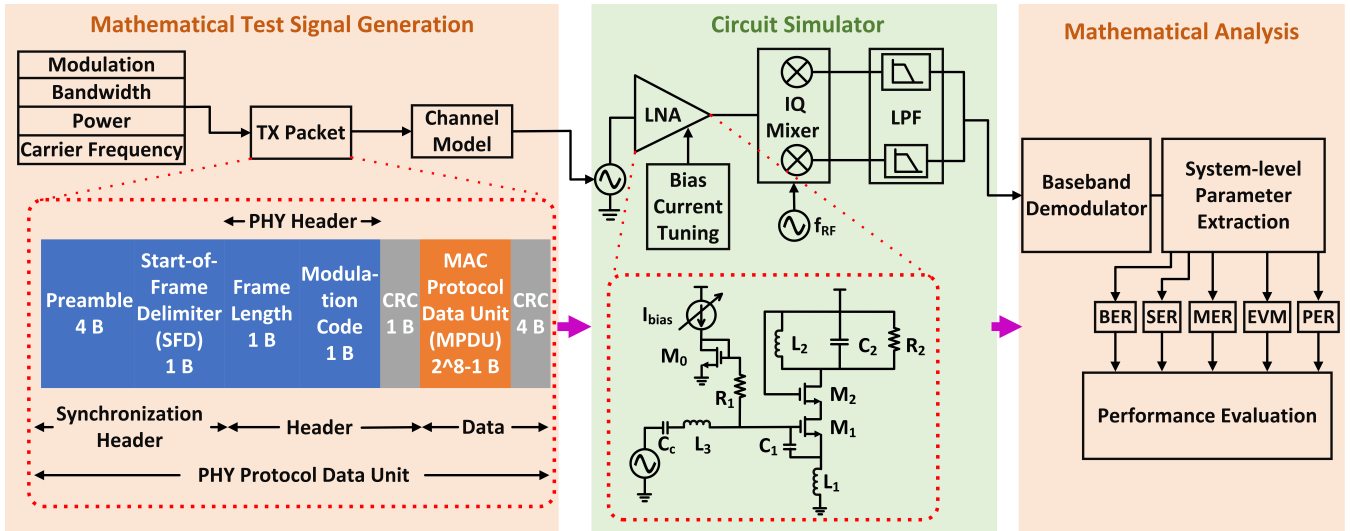 Mathematical Test Signal Generation
Modulation
Bandwidth
Power
Carrier Frequency
TX Packet
Channel
Model
PHY Header
Preamble
4 B
Start-of-
Frame
Delimiter
(SFD)
1 B
Frame
Length
1 B
Modula-
tion
Code
1 B
CRC
1 B
MAC
Protocol
Data Unit
(MPDU)
2^8-1 B
CRC
4 B
Synchronization
Header
Header
Data
PHY Protocol Data Unit
Circuit Simulator
LNA
Bias
Current
Tuning
IQ
Mixer
fRF
LPF
Ibias
M0
R1
Cc
L3
C1
L2
C2
R2
M2
M1
L1
Mathematical Analysis
Baseband
Demodulator
System-level
Parameter
Extraction
BER
SER
MER
EVM
PER
Performance Evaluation